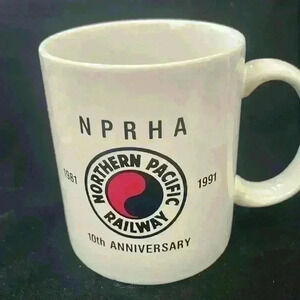 NPRHA
1981
NORTHERN PACIFIC
RAILWAY
1991
10th ANNIVERSARY